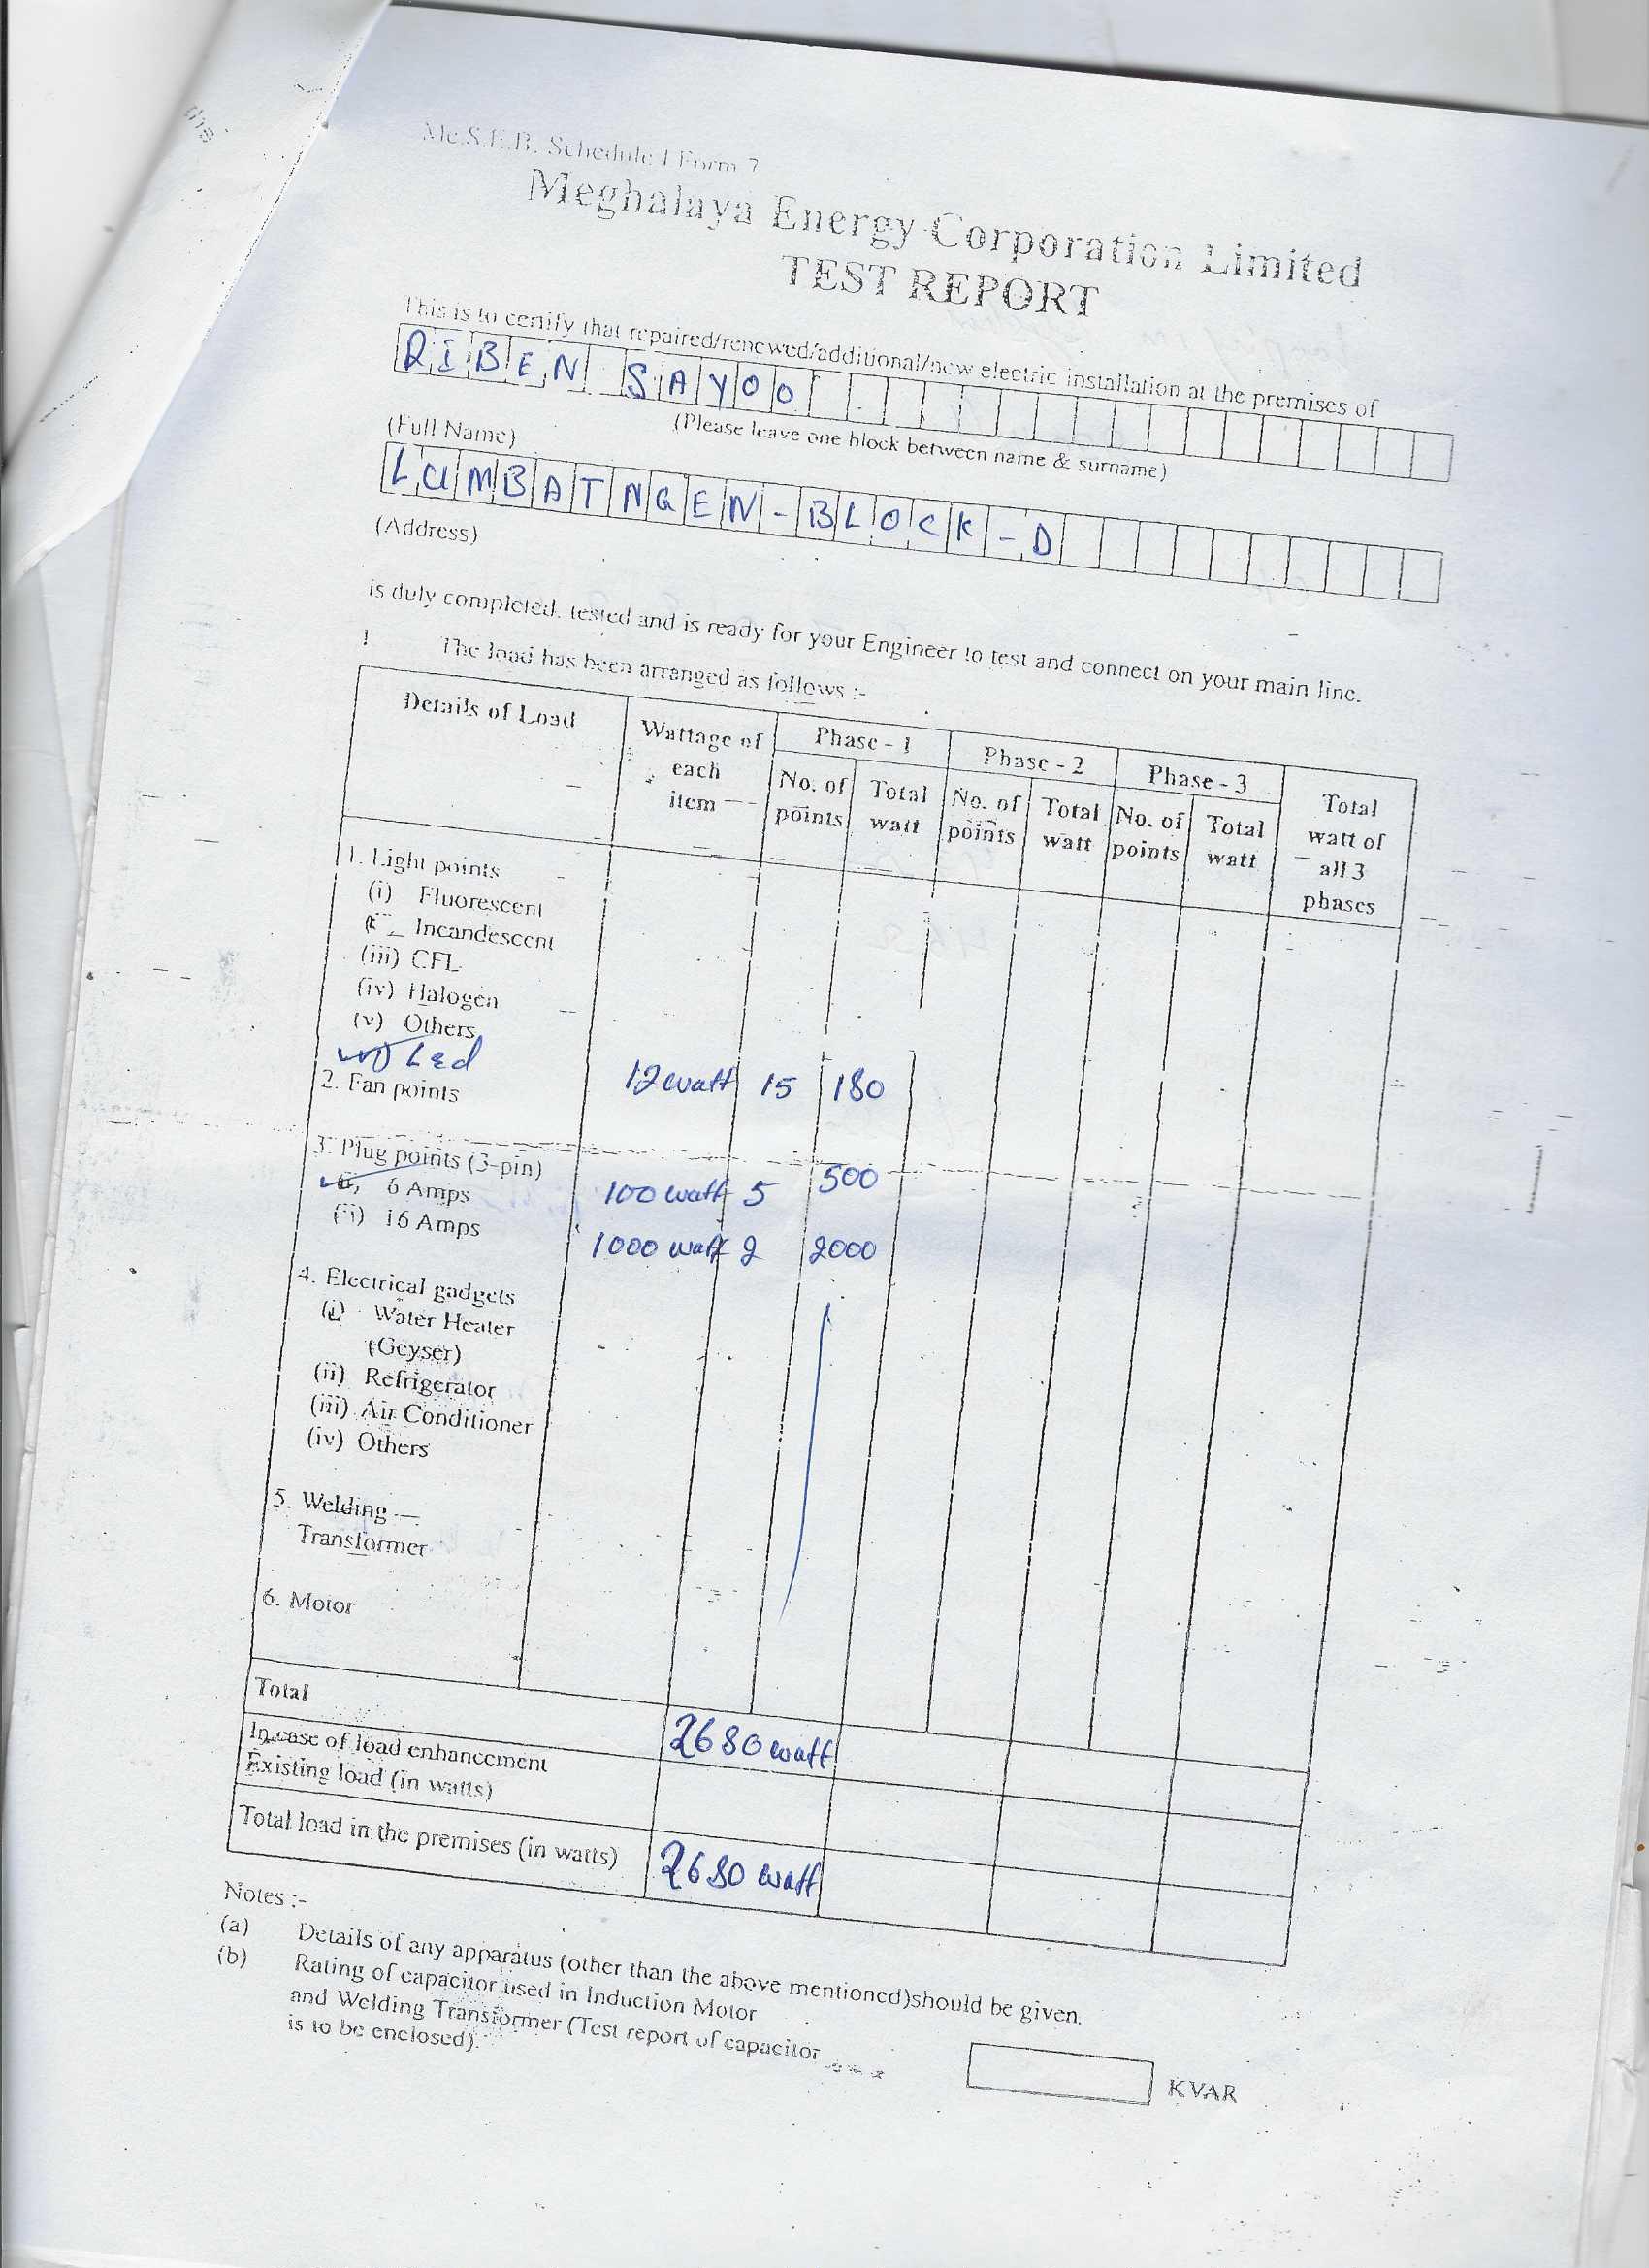 Me.S.E.B. Schedule I Form 7
Meghalaya Energy Corporation Limited
TEST REPORT
This is to certify that repaired/renewed/additional/new electric installation at the premises of
RIBEN SAYOO
(Full Name) (Please leave one block between name & surname)
LUMBATNGEN-BLOCK-D
(Address)
is duly completed, tested and is ready for your Engineer to test and connect on your main line.
The load has been arranged as follows :-
Details of Load Wattage of each item Phase - 1 Phase - 2 Phase - 3 Total watt of all 3 phases
No. of points Total watt No. of points Total watt No. of points Total watt
1. Light points
(i) Fluorescent
Incandescent
(iii) CFL
(iv) Halogen
(v) Others
(vi) Led 12 watt 15 180
2. Fan points
3. Plug points (3-pin)
6 Amps 100 watt 5 500
(ii) 16 Amps 1000 watt 2 2000
4. Electrical gadgets
(i) Water Heater
(Geyser)
(ii) Refrigerator
(iii) Air Conditioner
(iv) Others
5. Welding
Transformer
6. Motor
Total 2680 watt
In case of load enhancement
Existing load (in watts)
Total load in the premises (in watts) 2680 watt
Notes :-
(a) Details of any apparatus (other than the above mentioned)should be given.
(b) Rating of capacitor used in Induction Motor
and Welding Transformer (Test report of capacitor
is to be enclosed). KVAR